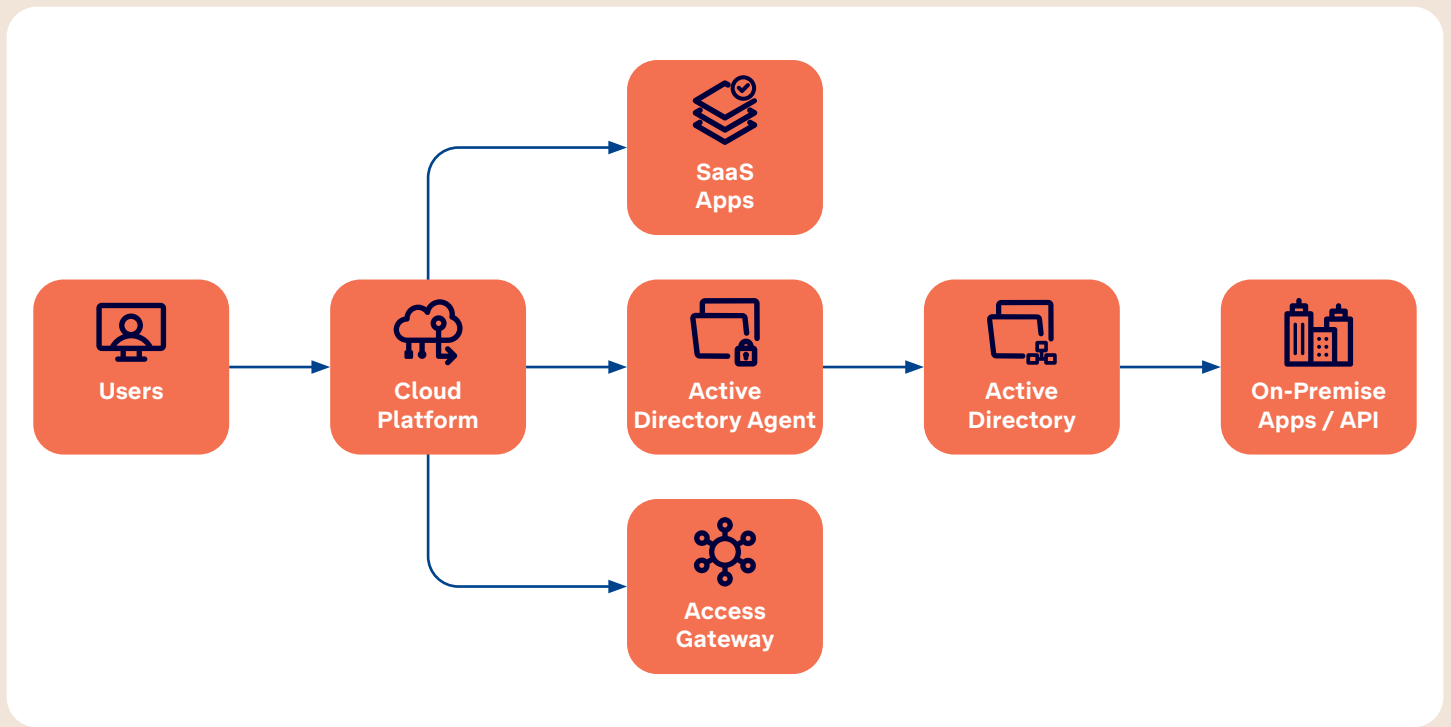 SaaS
Apps
Users
Cloud
Platform
Active
Directory Agent
Active
Directory
On-Premise
Apps / API
Access
Gateway